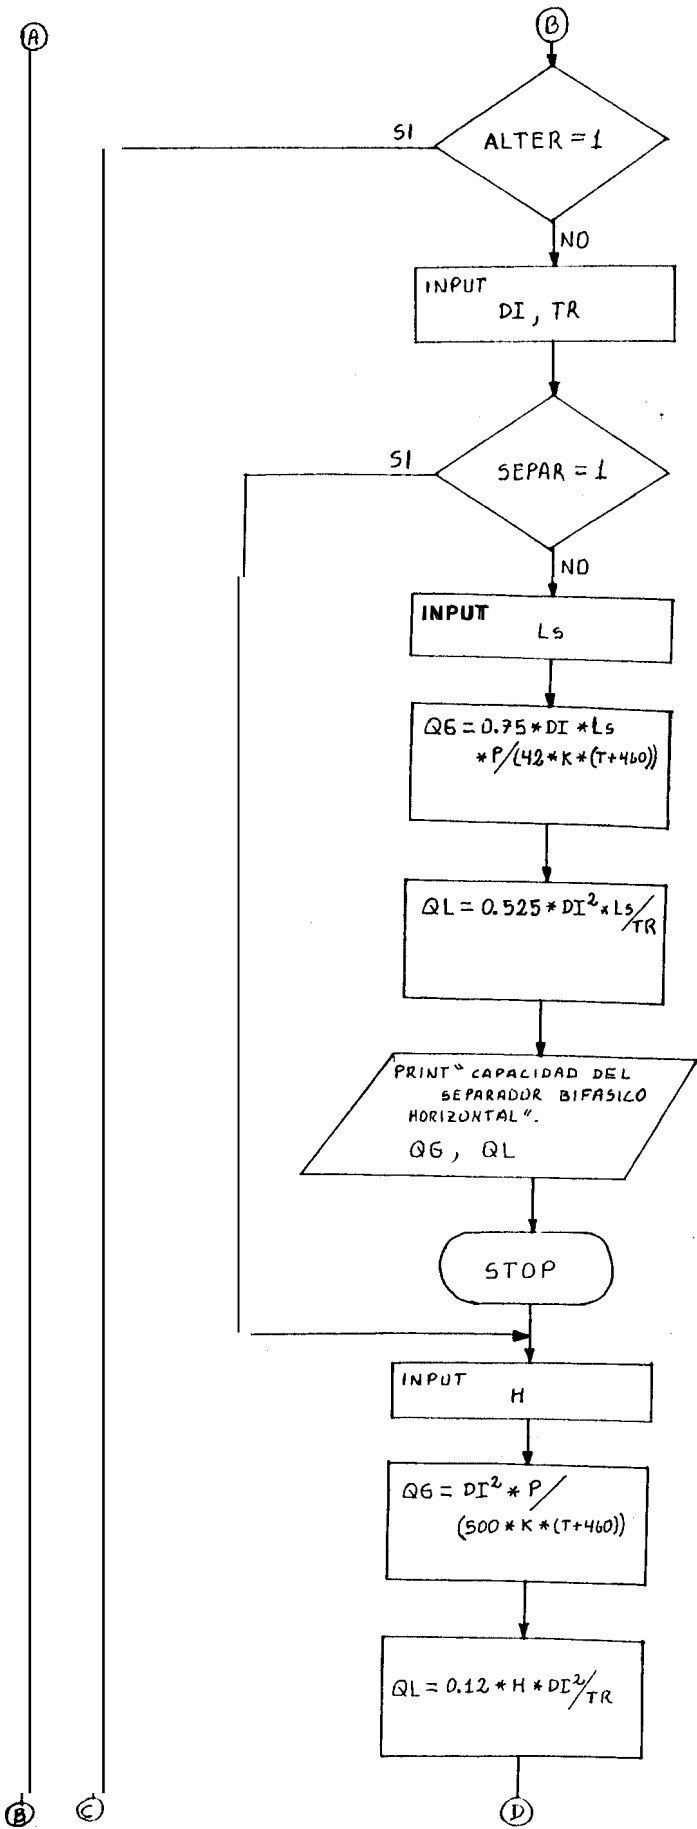 A
B
SI
ALTER = 1
NO
INPUT
DI, TR
SI
SEPAR = 1
NO
INPUT
Ls
QG = 0.75*DI*Ls
*P/(42*K*(T+460))
QL = 0.525*DI²*Ls/TR
PRINT "CAPACIDAD DEL
SEPARADOR BIFASICO
HORIZONTAL".
QG, QL
STOP
INPUT
H
QG = DI² * P/
(500*K*(T+460))
QL = 0.12*H*DI²/TR
B
C
D